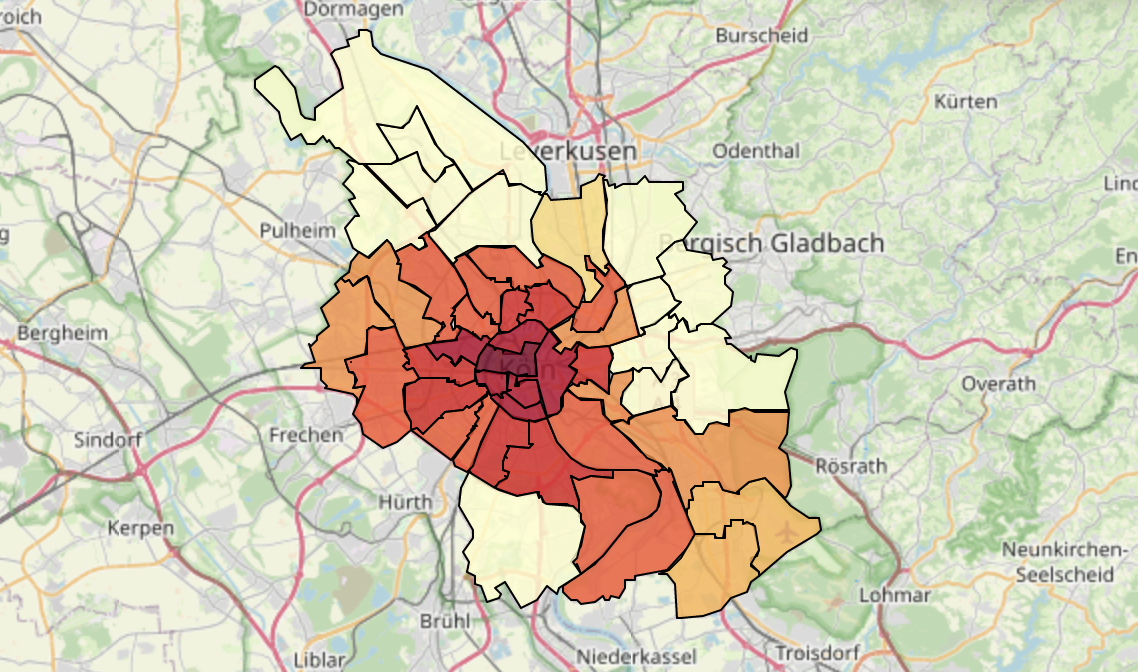 roich
Dormagen
Burscheid
Kürten
Leverkusen
Odenthal
Pulheim
Bergisch Gladbach
Bergheim
Köln
Overath
Sindorf
Frechen
Rösrath
Hürth
Kerpen
Neunkirchen-
Seelscheid
Lohmar
Brühl
Liblar
Niederkassel
Troisdorf
Lind
En
g